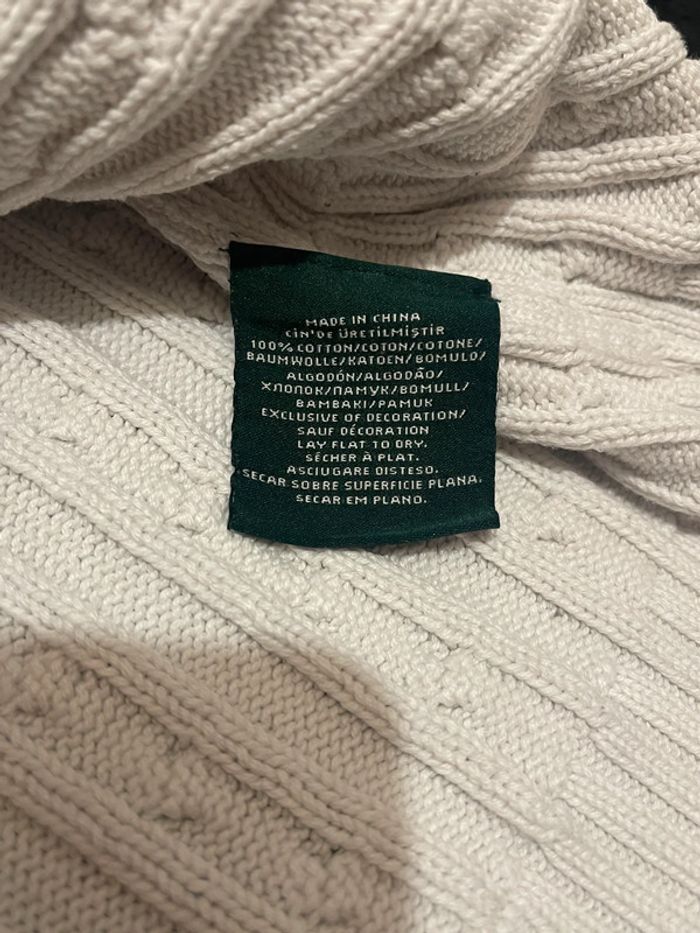 MADE IN CHINA
ÇİN'DE ÜRETİLMİŞTİR
100% COTTON/COTON/COTONE/
BAUMWOLLE/KATOEN/BOMULD/
ALGODÓN/ALGODÃO/
ХЛОПОК/ПАМУК/BOMULL/
BAMBAKI/PAMUK
EXCLUSIVE OF DECORATION/
SAUF DÉCORATION
LAY FLAT TO DRY.
SÉCHER À PLAT.
ASCIUGARE DISTESO.
SECAR SOBRE SUPERFICIE PLANA.
SECAR EM PLANO.